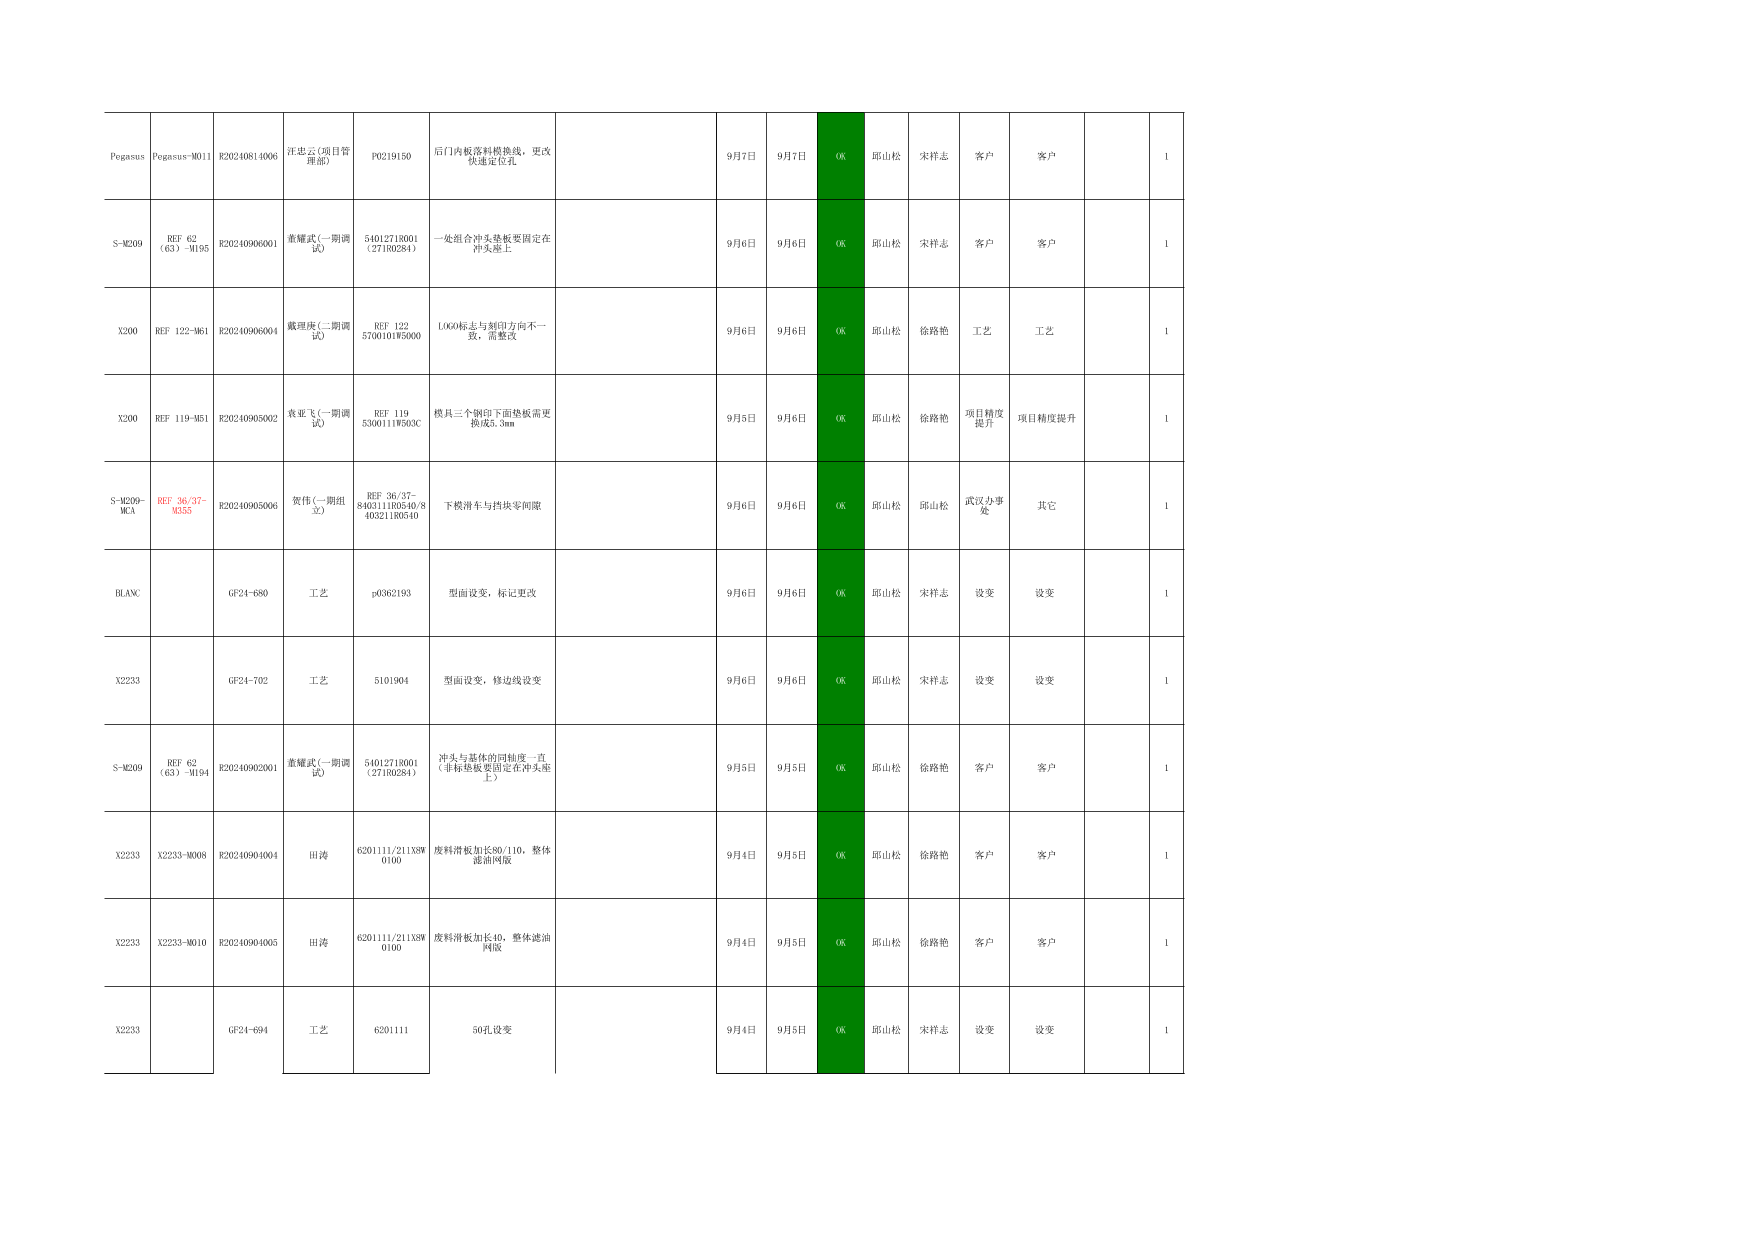 Pegasus Pegasus-M011 R20240814006 汪忠云(项目管理部) P0219150 后门内板落料模换线，更改快速定位孔 9月7日 9月7日 OK 邱山松 宋祥志 客户 客户 1
S-M209 REF 62（63）-M195 R20240906001 董耀武(一期调试) 5401271R001（271R0284） 一处组合冲头垫板要固定在冲头座上 9月6日 9月6日 OK 邱山松 宋祥志 客户 客户 1
X200 REF 122-M61 R20240906004 戴理庚(二期调试) REF 122 5700101W5000 LOGO标志与刻印方向不一致，需整改 9月6日 9月6日 OK 邱山松 徐路艳 工艺 工艺 1
X200 REF 119-M51 R20240905002 袁亚飞(一期调试) REF 119 5300111W503C 模具三个钢印下面垫板需更换成5.3mm 9月5日 9月6日 OK 邱山松 徐路艳 项目精度提升 项目精度提升 1
S-M209-MCA REF 36/37-M355 R20240905006 贺伟(一期组立) REF 36/37-8403111R0540/8403211R0540 下模滑车与挡块零间隙 9月6日 9月6日 OK 邱山松 邱山松 武汉办事处 其它 1
BLANC GF24-680 工艺 p0362193 型面设变，标记更改 9月6日 9月6日 OK 邱山松 宋祥志 设变 设变 1
X2233 GF24-702 工艺 5101904 型面设变，修边线设变 9月6日 9月6日 OK 邱山松 宋祥志 设变 设变 1
S-M209 REF 62（63）-M194 R20240902001 董耀武(一期调试) 5401271R001（271R0284） 冲头与基体的同轴度一直（非标垫板要固定在冲头座上） 9月5日 9月5日 OK 邱山松 徐路艳 客户 客户 1
X2233 X2233-M008 R20240904004 田涛 6201111/211X8W0100 废料滑板加长80/110，整体滤油网版 9月4日 9月5日 OK 邱山松 徐路艳 客户 客户 1
X2233 X2233-M010 R20240904005 田涛 6201111/211X8W0100 废料滑板加长40，整体滤油网版 9月4日 9月5日 OK 邱山松 徐路艳 客户 客户 1
X2233 GF24-694 工艺 6201111 50孔设变 9月4日 9月5日 OK 邱山松 宋祥志 设变 设变 1